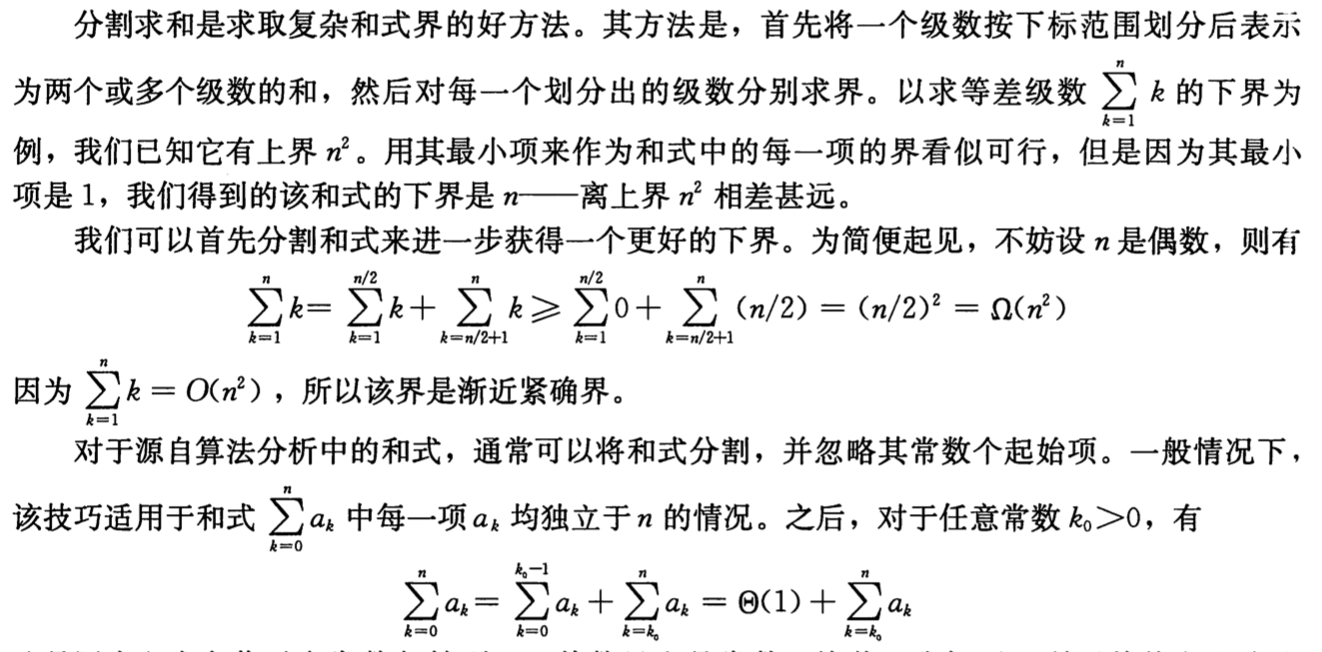 分割求和是求取复杂和式界的好方法。其方法是，首先将一个级数按下标范围划分后表示
为两个或多个级数的和，然后对每一个划分出的级数分别求界。以求等差级数 $\sum_{k=1}^{n} k$ 的下界为
例，我们已知它有上界 $n^2$。用其最小项来作为和式中的每一项的界看似可行，但是因为其最小
项是 1，我们得到的该和式的下界是 n——离上界 $n^2$ 相差甚远。
我们可以首先分割和式来进一步获得一个更好的下界。为简便起见，不妨设 n 是偶数，则有
$\sum_{k=1}^{n} k = \sum_{k=1}^{n/2} k + \sum_{k=n/2+1}^{n} k \geqslant \sum_{k=1}^{n/2} 0 + \sum_{k=n/2+1}^{n} (n/2) = (n/2)^2 = \Omega(n^2)$
因为 $\sum_{k=1}^{n} k = O(n^2)$，所以该界是渐近紧确界。
对于源自算法分析中的和式，通常可以将和式分割，并忽略其常数个起始项。一般情况下，
该技巧适用于和式 $\sum_{k=0}^{n} a_k$ 中每一项 $a_k$ 均独立于 n 的情况。之后，对于任意常数 $k_0>0$，有
$\sum_{k=0}^{n} a_k = \sum_{k=0}^{k_0-1} a_k + \sum_{k=k_0}^{n} a_k = \Theta(1) + \sum_{k=k_0}^{n} a_k$